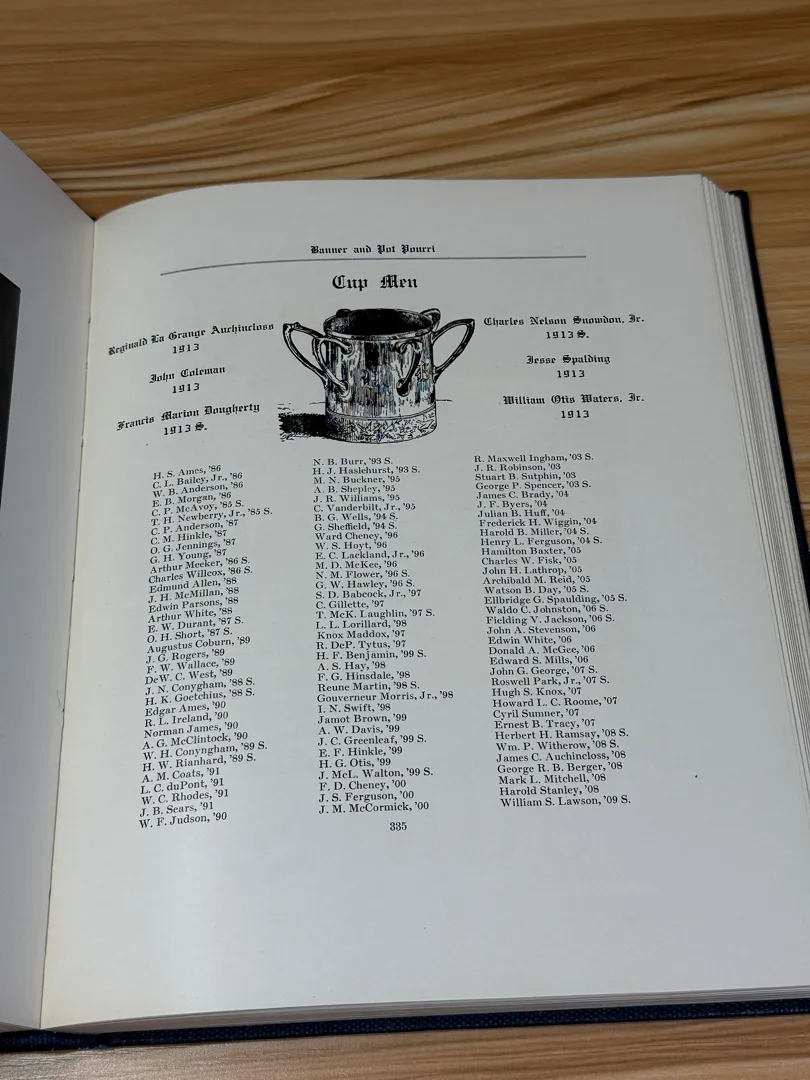 Banner and Pot Pourri
Cup Men
Reginald La Grange Auchincloss
1913
John Coleman
1913
Francis Marion Dougherty
1913 S.
Charles Nelson Snowdon, Jr.
1913 S.
Jesse Spalding
1913
William Otis Waters, Jr.
1913
H. S. Ames, '86
C. L. Bailey, Jr., '86
W. B. Anderson, '86
E. B. Morgan, '86
C. P. McAvoy, '85 S.
T. H. Newberry, Jr., '85 S.
C. P. Anderson, '87
C. M. Hinkle, '87
O. G. Jennings, '87
G. H. Young, '87
Arthur Meeker, '86 S.
Charles Willcox, '86 S.
Edmund Allen, '88
J. H. McMillan, '88
Edwin Parsons, '88
Arthur White, '88
E. W. Durant, '87 S.
O. H. Short, '87 S.
Augustus Coburn, '89
J. G. Rogers, '89
F. W. Wallace, '89
DeW. C. West, '89
J. N. Conygham, '88 S.
H. K. Goetchius, '88 S.
Edgar Ames, '90
R. L. Ireland, '90
Norman James, '90
A. G. McClintock, '90
W. H. Conyngham, '89 S.
H. W. Rianhard, '89 S.
A. M. Coats, '91
L. C. duPont, '91
W. C. Rhodes, '91
J. B. Sears, '91
W. F. Judson, '90
N. B. Burr, '93 S.
H. J. Haslehurst, '93 S.
M. N. Buckner, '95
A. B. Shepley, '95
J. R. Williams, '95
C. Vanderbilt, Jr., '95
B. G. Wells, '94 S.
G. Sheffield, '94 S.
Ward Cheney, '96
W. S. Hoyt, '96
E. C. Lackland, Jr., '96
M. D. McKee, '96
N. M. Flower, '96 S.
G. W. Hawley, '96 S.
S. D. Babcock, Jr., '97
C. Gillette, '97
T. McK. Laughlin, '97 S.
L. L. Lorillard, '98
Knox Maddox, '97
R. DeP. Tytus, '97
H. F. Benjamin, '99 S.
A. S. Hay, '98
F. G. Hinsdale, '98
Reune Martin, '98 S.
Gouverneur Morris, Jr., '98
I. N. Swift, '98
Jamot Brown, '99
A. W. Davis, '99
J. C. Greenleaf, '99 S.
E. F. Hinkle, '99
H. G. Otis, '99
J. McL. Walton, '99 S.
F. D. Cheney, '00
J. S. Ferguson, '00
J. M. McCormick, '00
R. Maxwell Ingham, '03 S.
J. R. Robinson, '03
Stuart B. Sutphin, '03
George P. Spencer, '03 S.
James C. Brady, '04
J. F. Byers, '04
Julian B. Huff, '04
Frederick H. Wiggin, '04
Harold B. Miller, '04 S.
Henry L. Ferguson, '04 S.
Hamilton Baxter, '05
Charles W. Fisk, '05
John H. Lathrop, '05
Archibald M. Reid, '05
Watson B. Day, '05 S.
Ellbridge G. Spaulding, '05 S.
Waldo C. Johnston, '06 S.
Fielding V. Jackson, '06 S.
John A. Stevenson, '06
Edwin White, '06
Donald A. McGee, '06
Edward S. Mills, '06
John G. George, '07 S.
Roswell Park, Jr., '07 S.
Hugh S. Knox, '07
Howard L. C. Roome, '07
Cyril Sumner, '07
Ernest B. Tracy, '07
Herbert H. Ramsay, '08 S.
Wm. P. Witherow, '08 S.
James C. Auchincloss, '08
George R. B. Berger, '08
Mark L. Mitchell, '08
Harold Stanley, '08
William S. Lawson, '09 S.
335